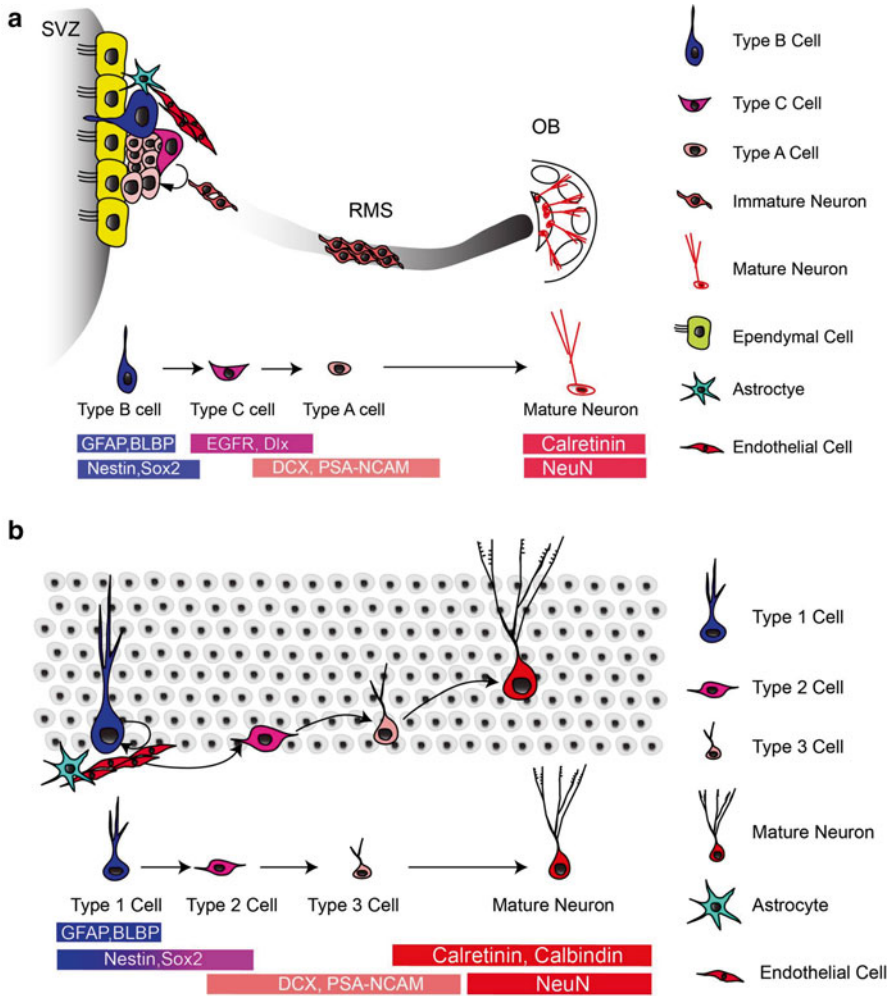 a
SVZ
OB
RMS
Type B Cell
Type C Cell
Type A Cell
Immature Neuron
Mature Neuron
Ependymal Cell
Astroctye
Endothelial Cell
Type B cell
Type C cell
Type A cell
Mature Neuron
GFAP,BLBP
EGFR, Dlx
Calretinin
Nestin,Sox2
DCX, PSA-NCAM
NeuN
b
Type 1 Cell
Type 2 Cell
Type 3 Cell
Mature Neuron
Astrocyte
Endothelial Cell
Type 1 Cell
Type 2 Cell
Type 3 Cell
Mature Neuron
GFAP,BLBP
Nestin,Sox2
Calretinin, Calbindin
DCX, PSA-NCAM
NeuN